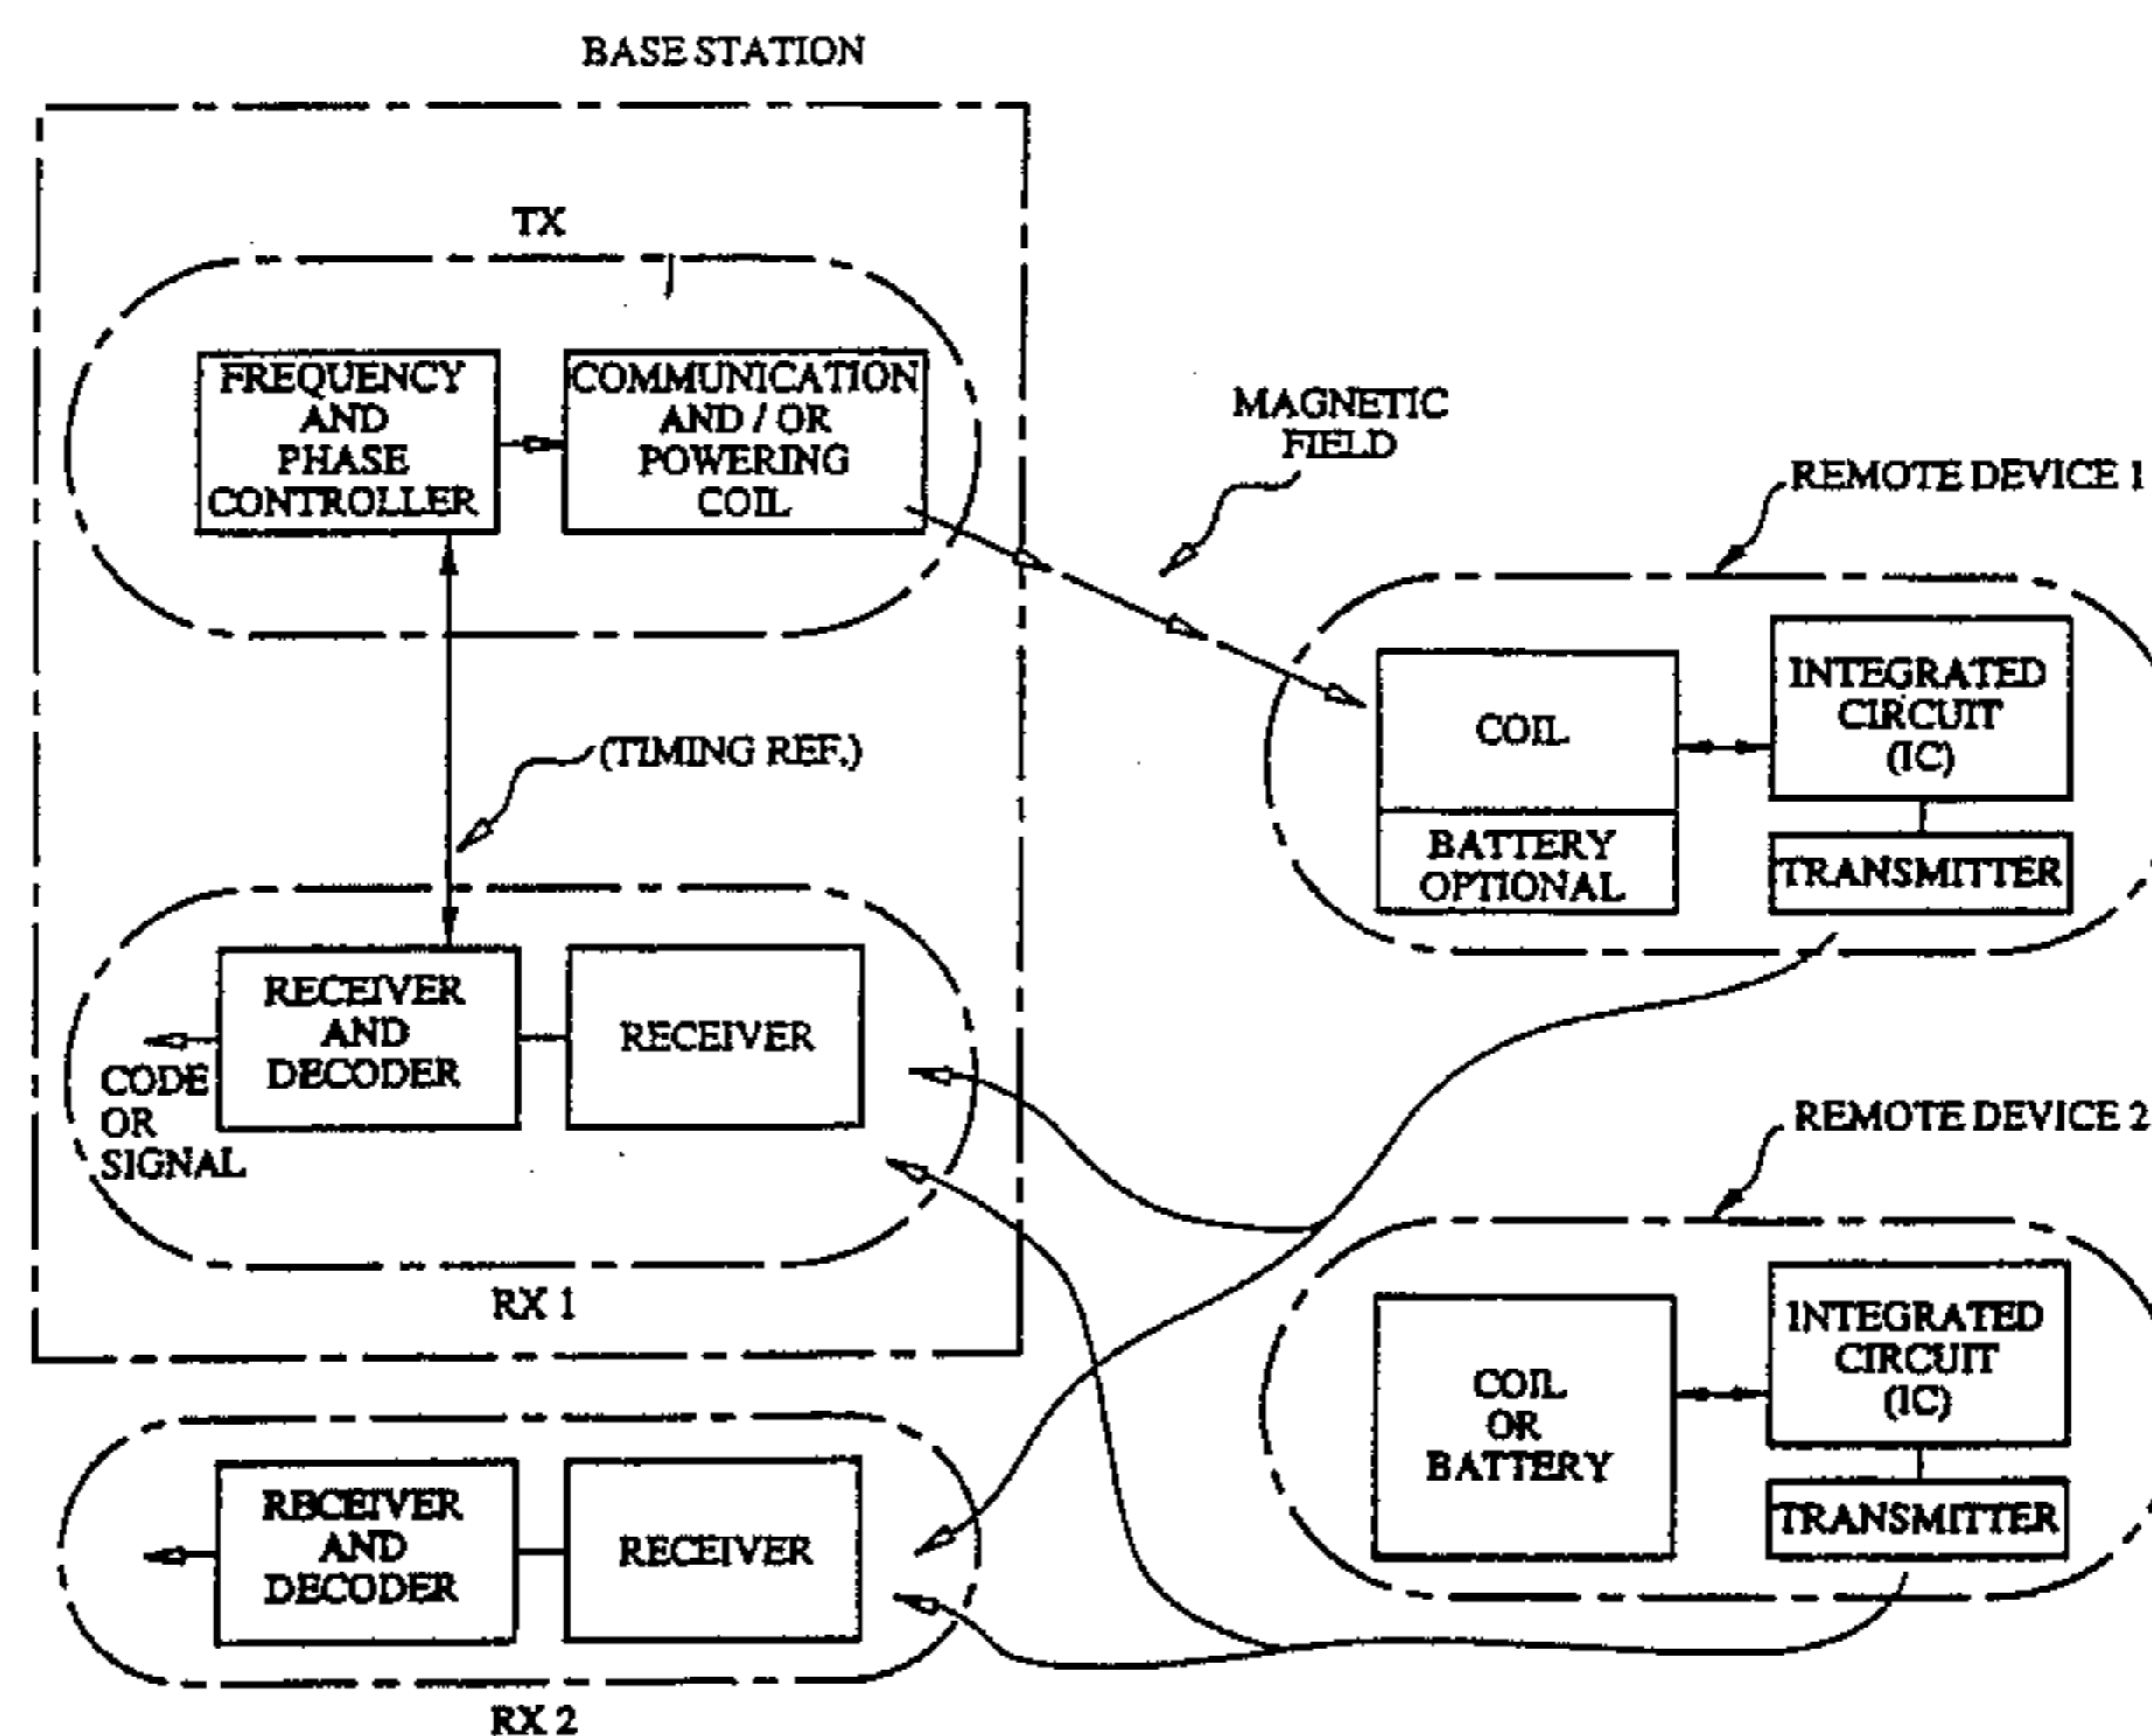 BASE STATION
TX
FREQUENCY
AND
PHASE
CONTROLLER
COMMUNICATION
AND / OR
POWERING
COIL
MAGNETIC
FIELD
REMOTE DEVICE 1
COIL
BATTERY
OPTIONAL
INTEGRATED
CIRCUIT
(IC)
TRANSMITTER
(TIMING REF.)
RECEIVER
AND
DECODER
RECEIVER
CODE
OR
SIGNAL
RX 1
REMOTE DEVICE 2
COIL
OR
BATTERY
INTEGRATED
CIRCUIT
(IC)
TRANSMITTER
RECEIVER
AND
DECODER
RECEIVER
RX 2